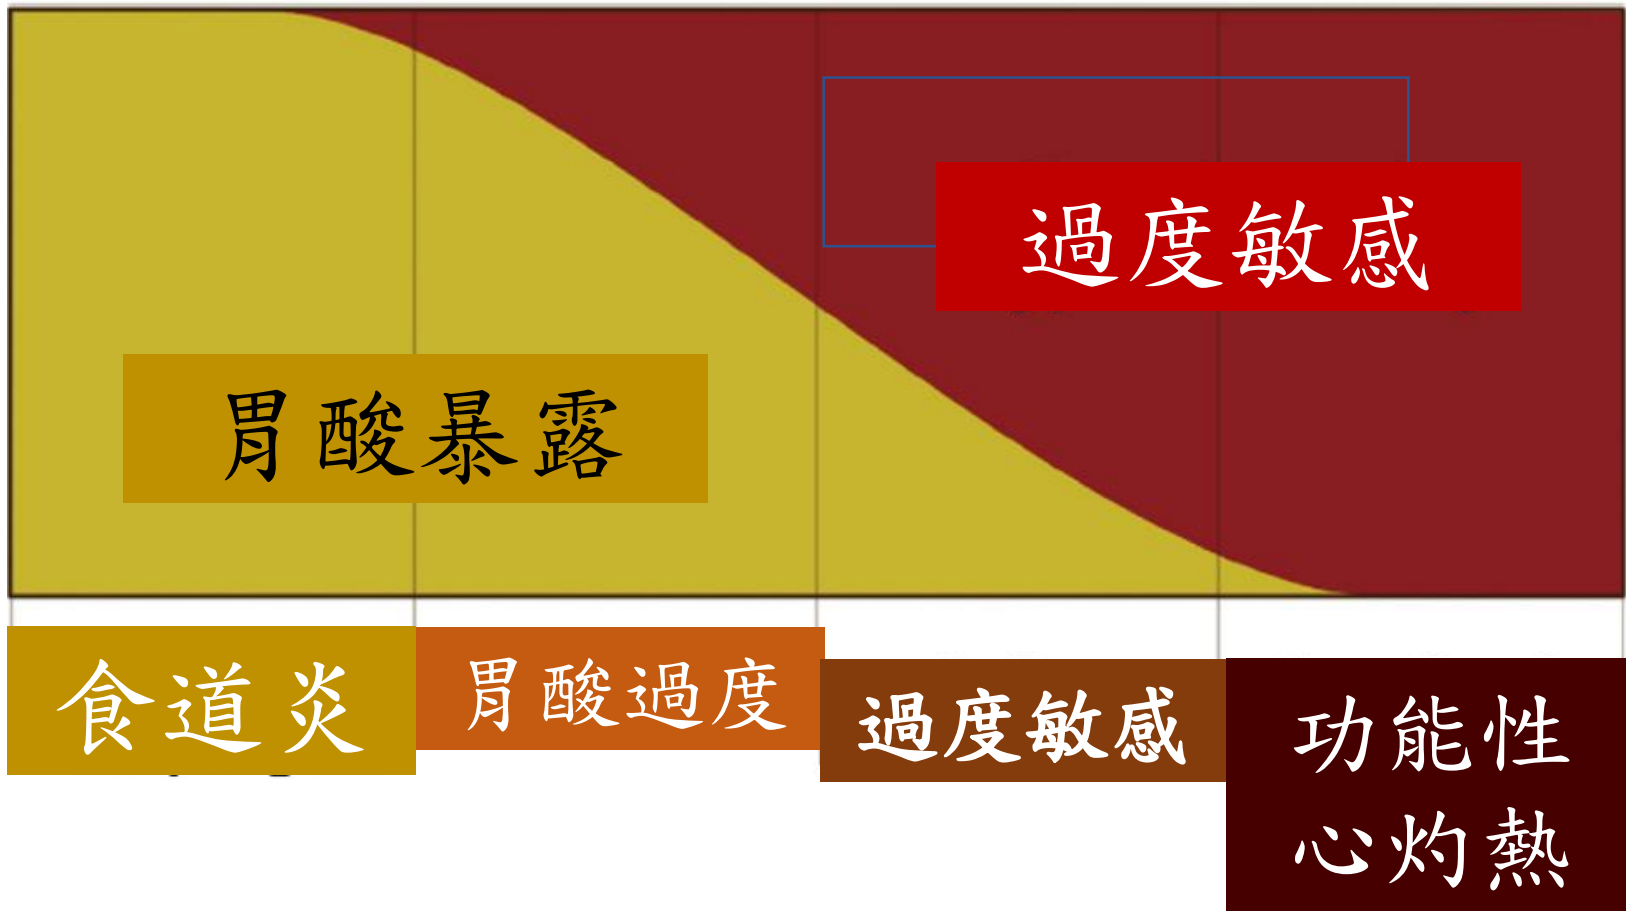 過度敏感
胃酸暴露
食道炎
胃酸過度
過度敏感
功能性
心灼熱